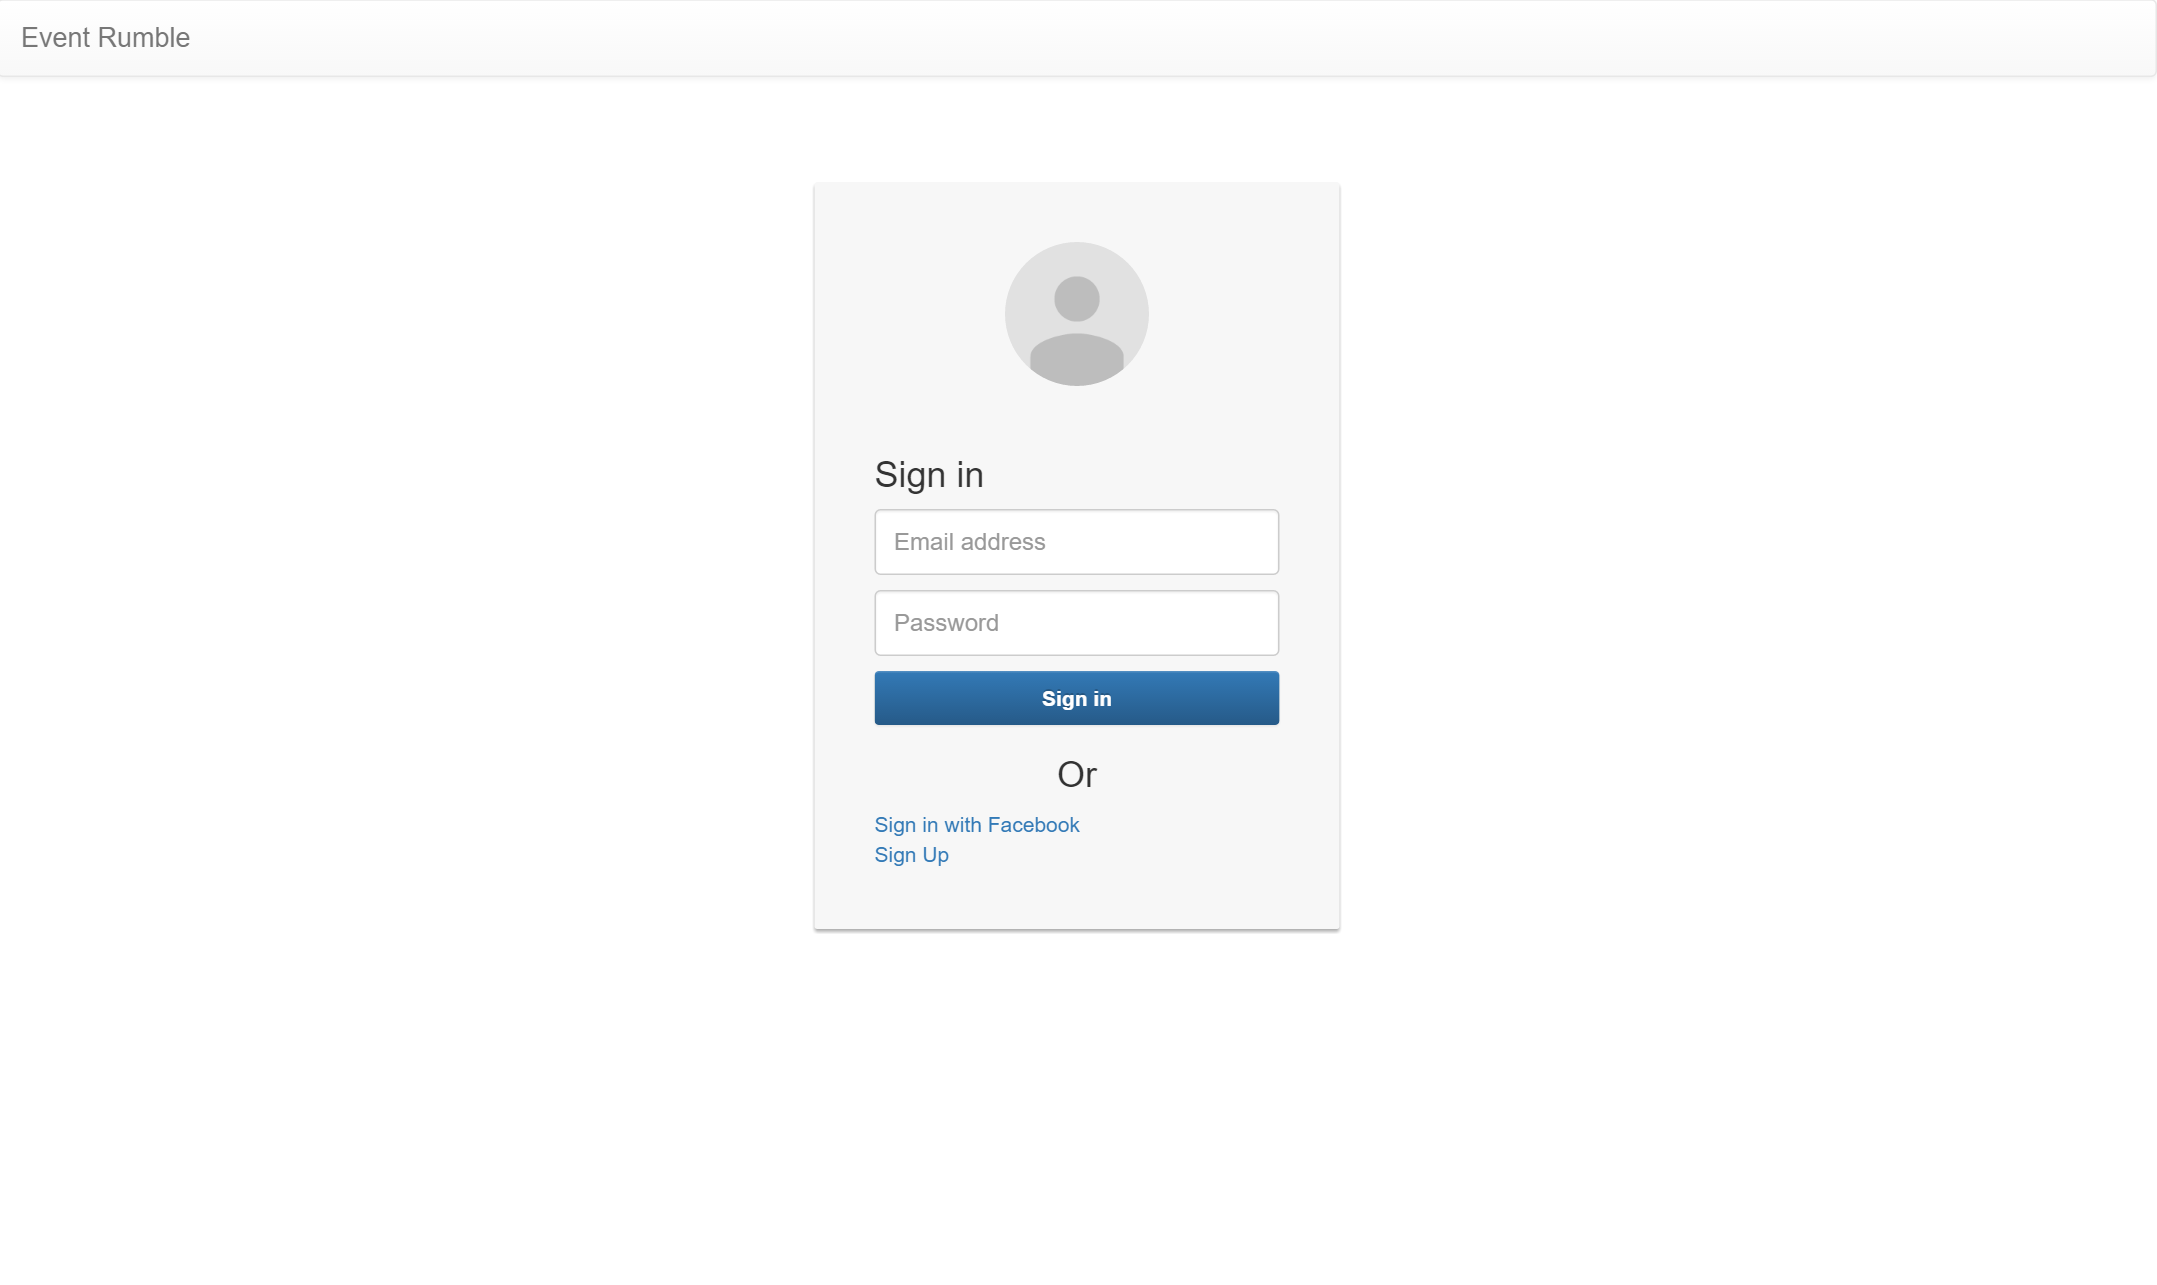 Event Rumble
Sign in
Email address
Password
Sign in
Or
Sign in with Facebook
Sign Up